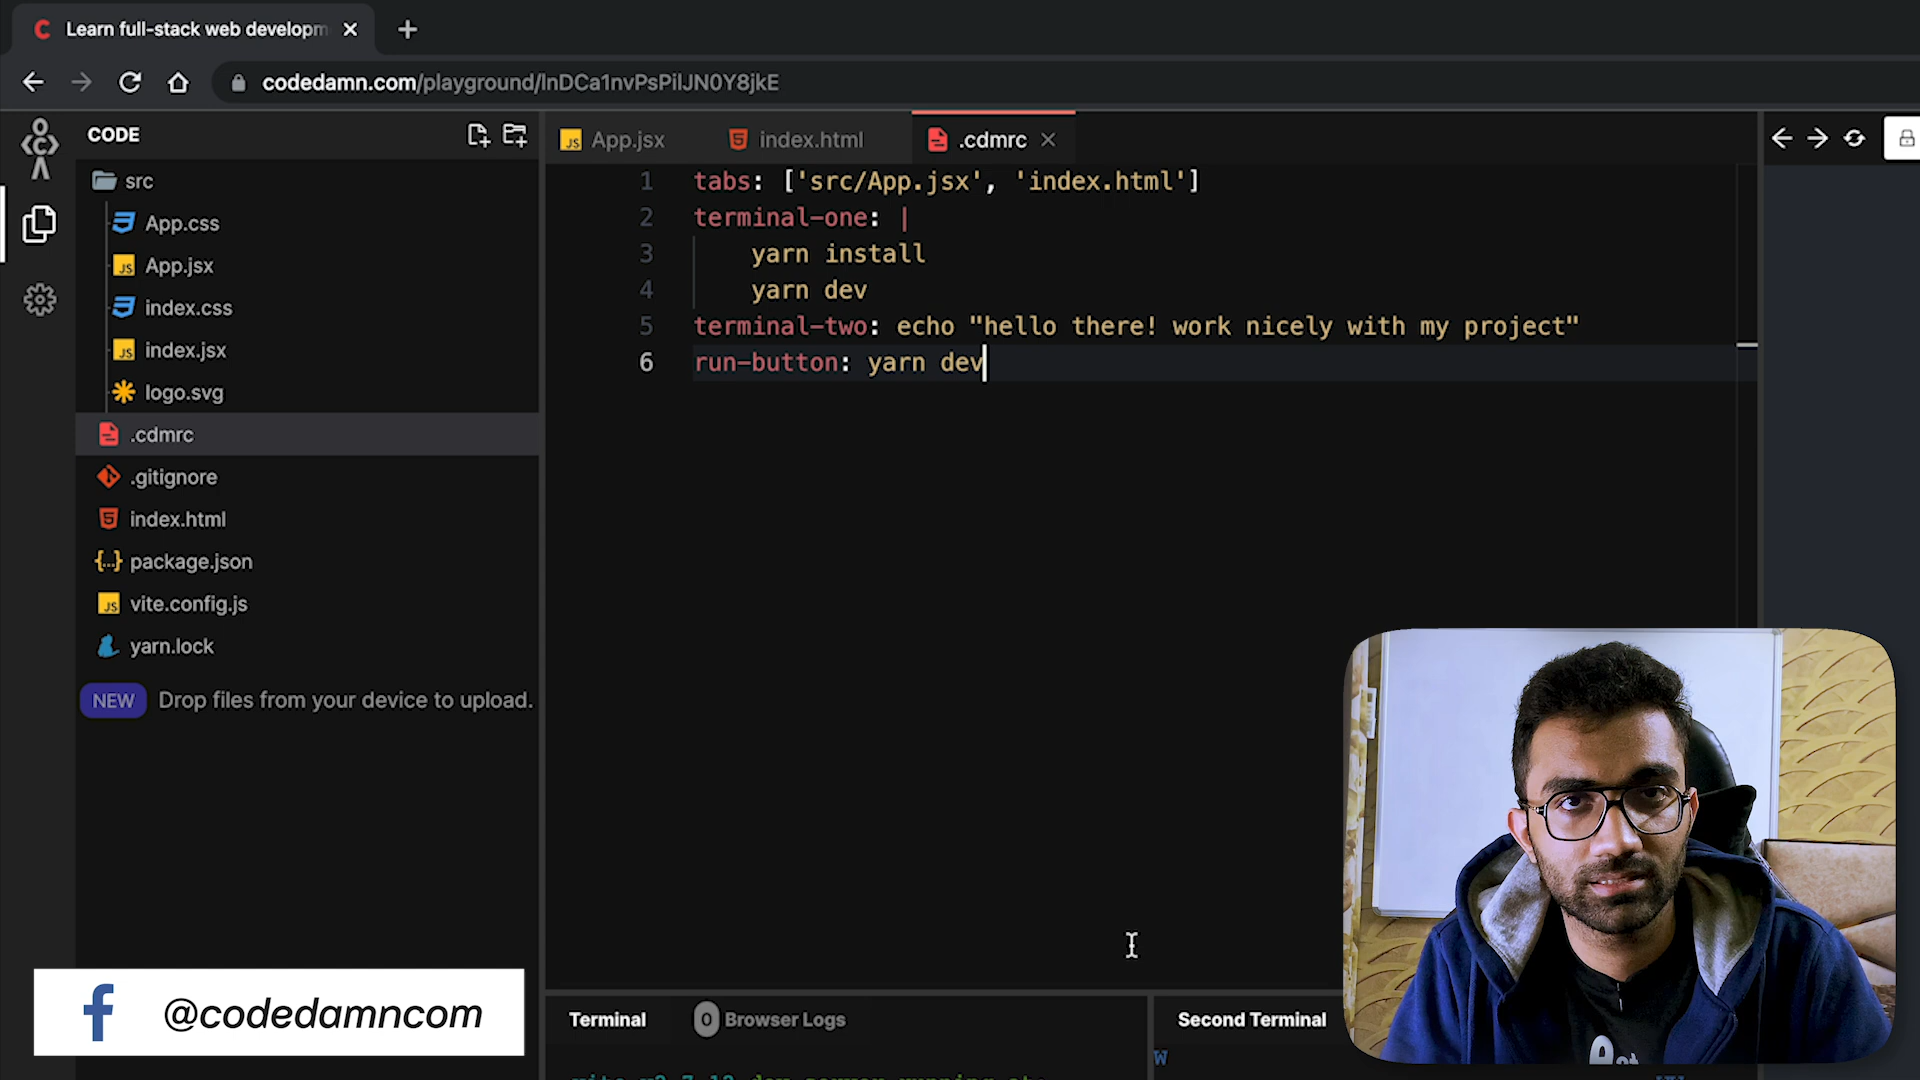 Learn full-stack web developm
codedamn.com/playground/lnDCa1nvPsPilJN0Y8jkE
CODE
src
App.css
App.jsx
index.css
index.jsx
logo.svg
.cdmrc
.gitignore
index.html
package.json
vite.config.js
yarn.lock
NEW Drop files from your device to upload.
App.jsx index.html .cdmrc
1 tabs: ['src/App.jsx', 'index.html']
2 terminal-one: |
3 yarn install
4 yarn dev
5 terminal-two: echo "hello there! work nicely with my project"
6 run-button: yarn dev
@codedamncom
Terminal 0 Browser Logs
Second Terminal
W